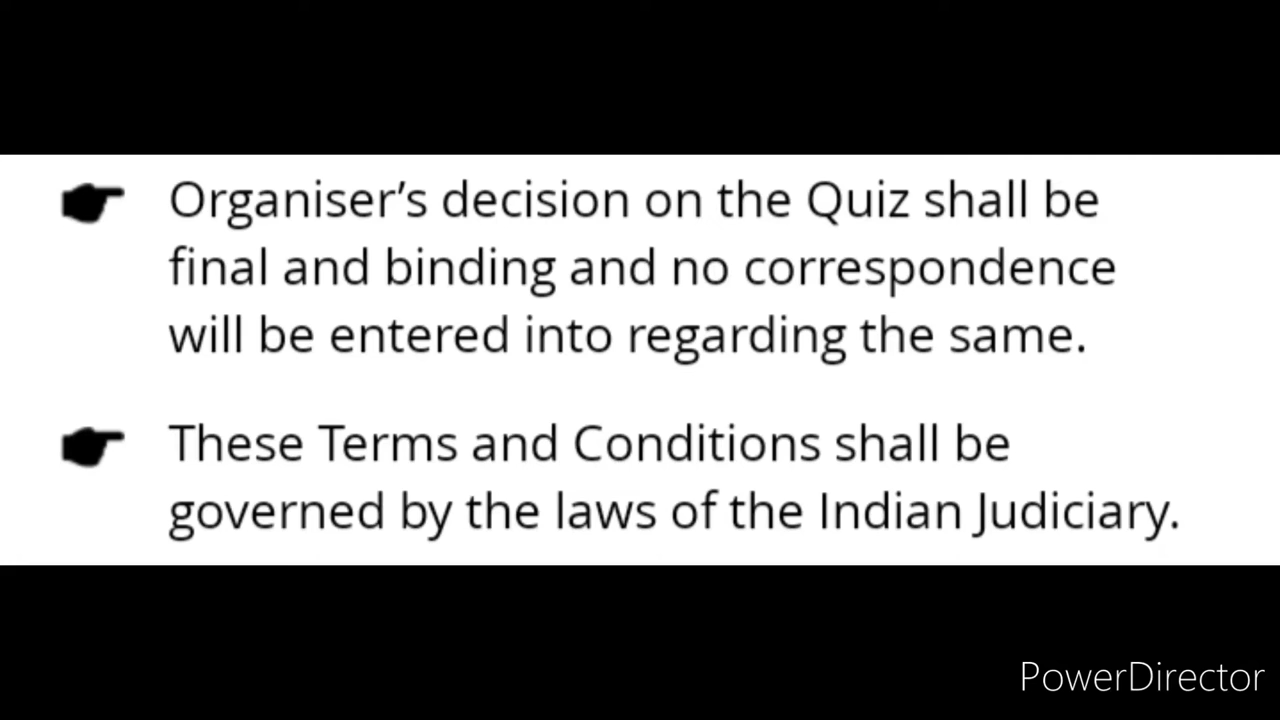 Organiser’s decision on the Quiz shall be
final and binding and no correspondence
will be entered into regarding the same.
These Terms and Conditions shall be
governed by the laws of the Indian Judiciary.
PowerDirector